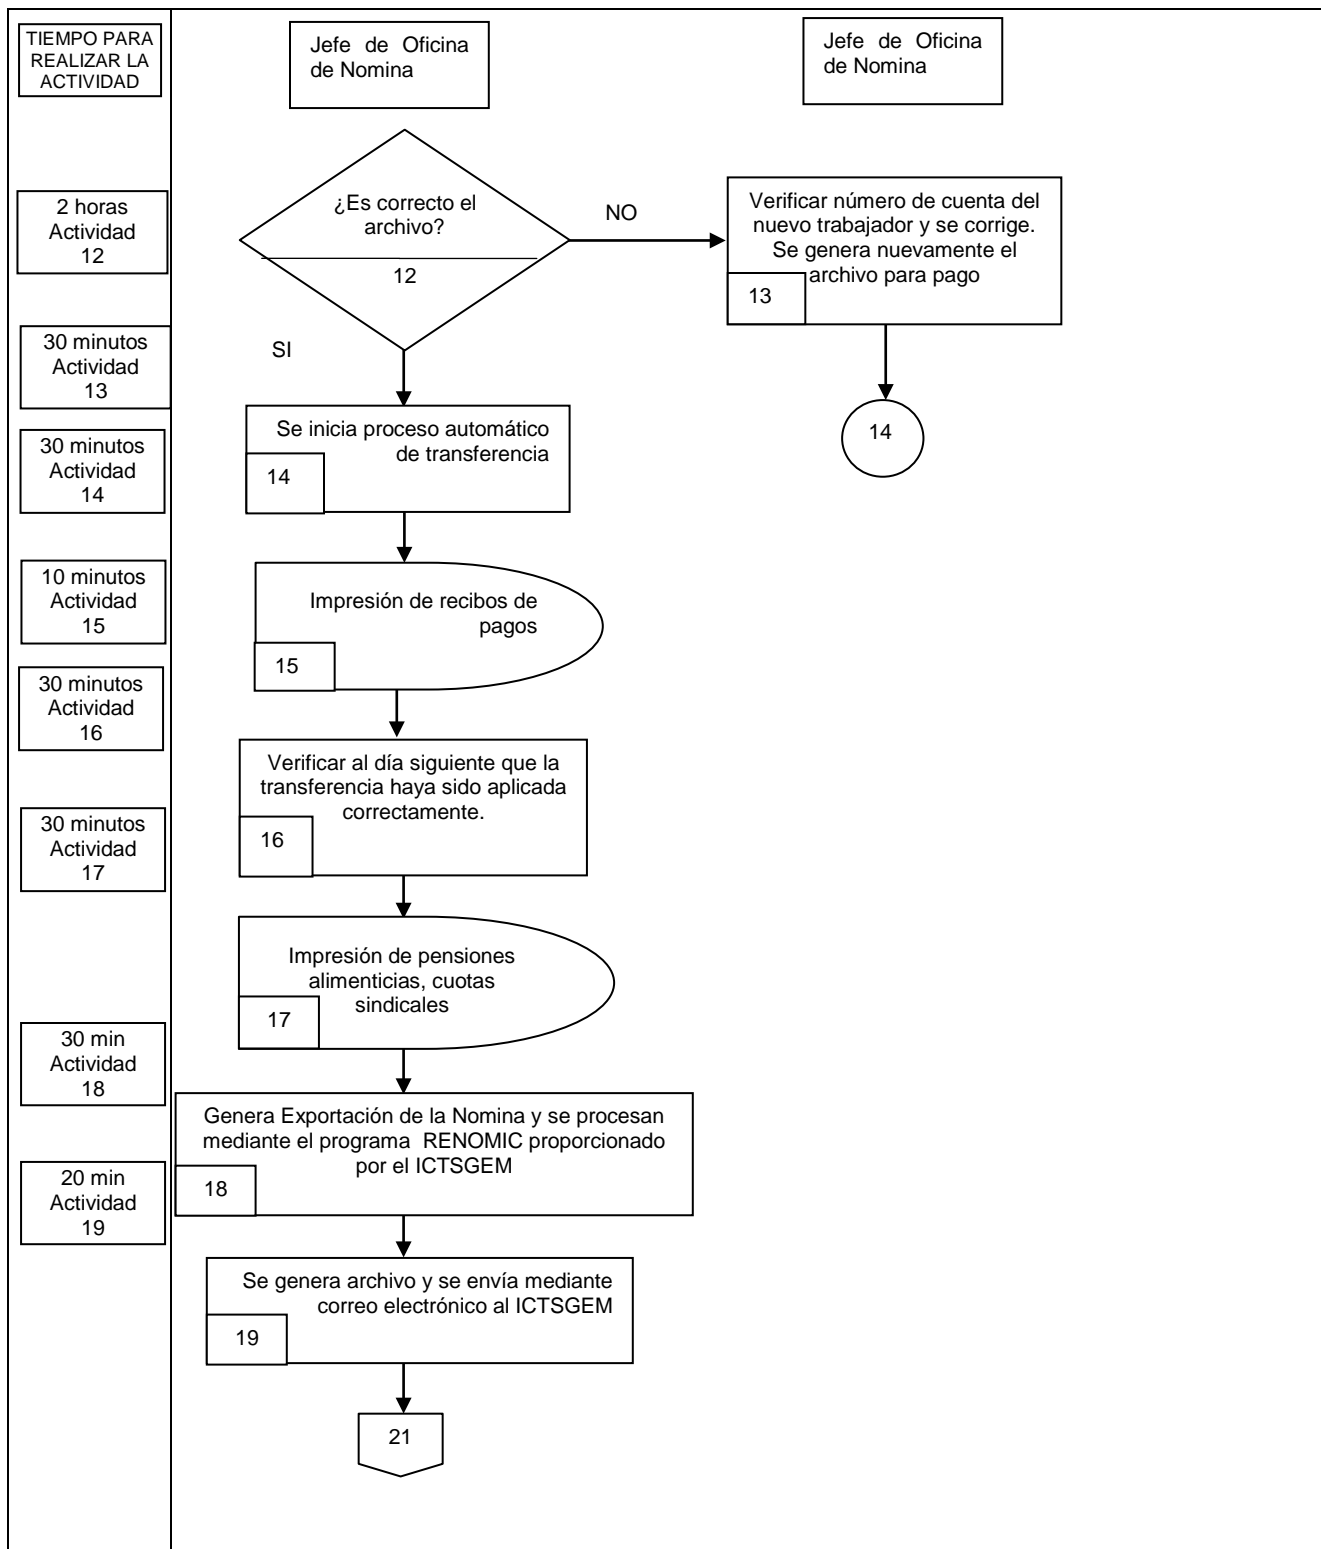 TIEMPO PARA
REALIZAR LA
ACTIVIDAD
Jefe de Oficina
de Nomina
Jefe de Oficina
de Nomina
2 horas
Actividad
12
¿Es correcto el
archivo?
12
NO
Verificar número de cuenta del
nuevo trabajador y se corrige.
Se genera nuevamente el
archivo para pago
13
30 minutos
Actividad
13
SI
14
30 minutos
Actividad
14
Se inicia proceso automático
de transferencia
14
10 minutos
Actividad
15
Impresión de recibos de
pagos
15
30 minutos
Actividad
16
Verificar al día siguiente que la
transferencia haya sido aplicada
correctamente.
16
30 minutos
Actividad
17
Impresión de pensiones
alimenticias, cuotas
sindicales
17
30 min
Actividad
18
Genera Exportación de la Nomina y se procesan
mediante el programa RENOMIC proporcionado
por el ICTSGEM
18
20 min
Actividad
19
Se genera archivo y se envía mediante
correo electrónico al ICTSGEM
19
21